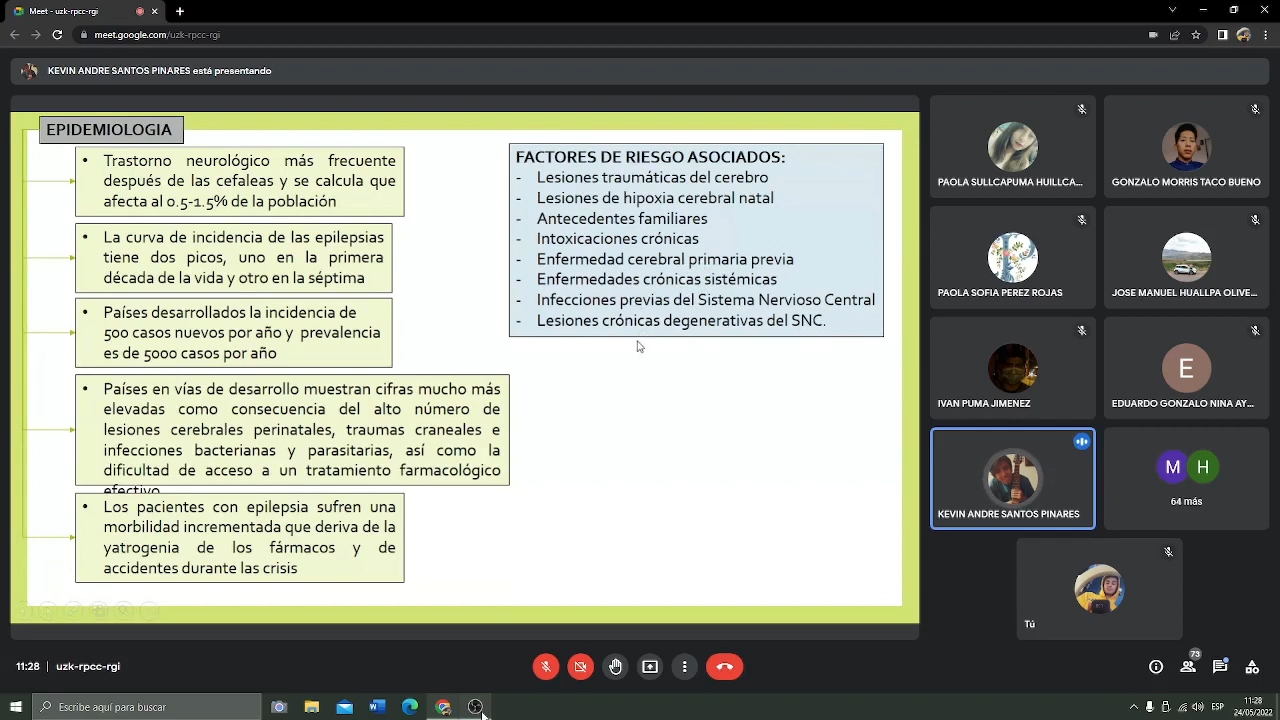 Meet - uzk-rpcc-rgi
meet.google.com/uzk-rpcc-rgi
KEVIN ANDRE SANTOS PINARES está presentando
EPIDEMIOLOGIA
• Trastorno neurológico más frecuente
después de las cefaleas y se calcula que
afecta al 0.5-1.5% de la población
• La curva de incidencia de las epilepsias
tiene dos picos, uno en la primera
década de la vida y otro en la séptima
• Países desarrollados la incidencia de
500 casos nuevos por año y prevalencia
es de 5000 casos por año
• Países en vías de desarrollo muestran cifras mucho más
elevadas como consecuencia del alto número de
lesiones cerebrales perinatales, traumas craneales e
infecciones bacterianas y parasitarias, así como la
dificultad de acceso a un tratamiento farmacológico
efectivo
• Los pacientes con epilepsia sufren una
morbilidad incrementada que deriva de la
yatrogenia de los fármacos y de
accidentes durante las crisis
FACTORES DE RIESGO ASOCIADOS:
- Lesiones traumáticas del cerebro
- Lesiones de hipoxia cerebral natal
- Antecedentes familiares
- Intoxicaciones crónicas
- Enfermedad cerebral primaria previa
- Enfermedades crónicas sistémicas
- Infecciones previas del Sistema Nervioso Central
- Lesiones crónicas degenerativas del SNC.
PAOLA SULLCAPUMA HUILLCA...
GONZALO MORRIS TACO BUENO
PAOLA SOFIA PEREZ ROJAS
JOSE MANUEL HUALLPA OLIVE...
IVAN PUMA JIMENEZ
E
EDUARDO GONZALO NINA AY...
KEVIN ANDRE SANTOS PINARES
M H
64 más
Tú
11:28 uzk-rpcc-rgi
73
Escribe aquí para buscar
W
ESP
11:28
24/05/2022